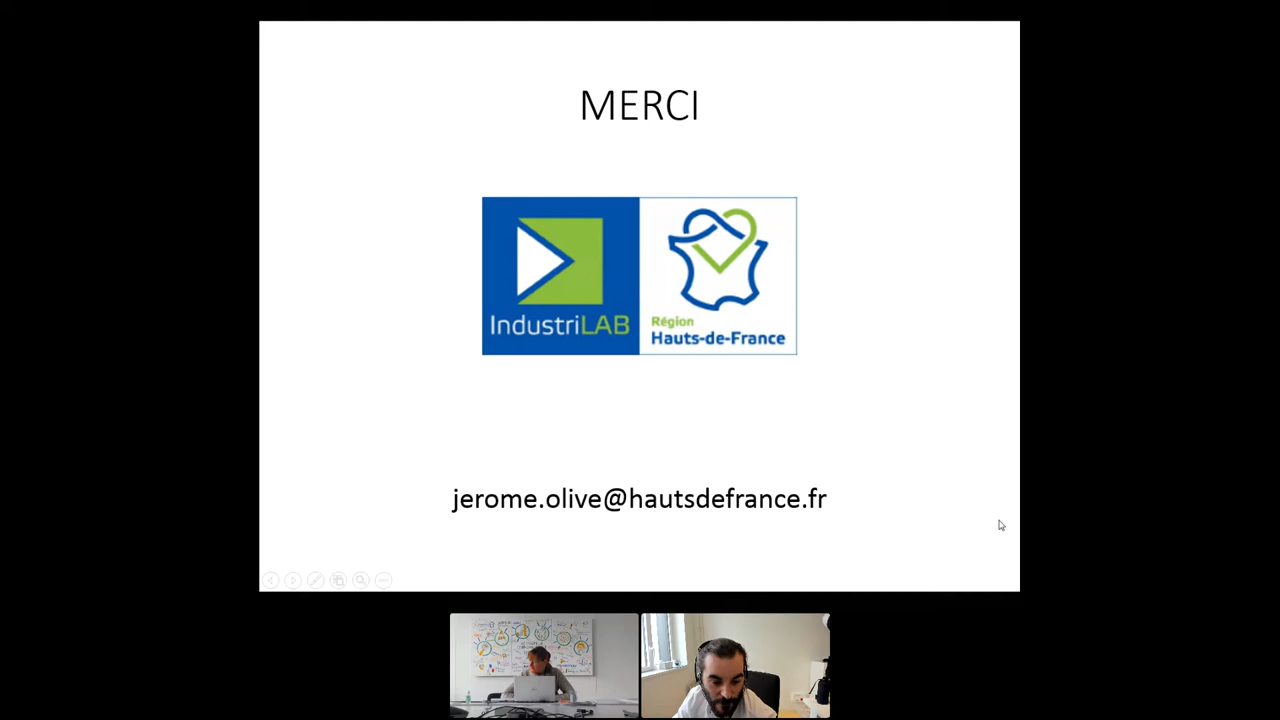 MERCI
IndustriLAB
Région
Hauts-de-France
jerome.olive@hautsdefrance.fr